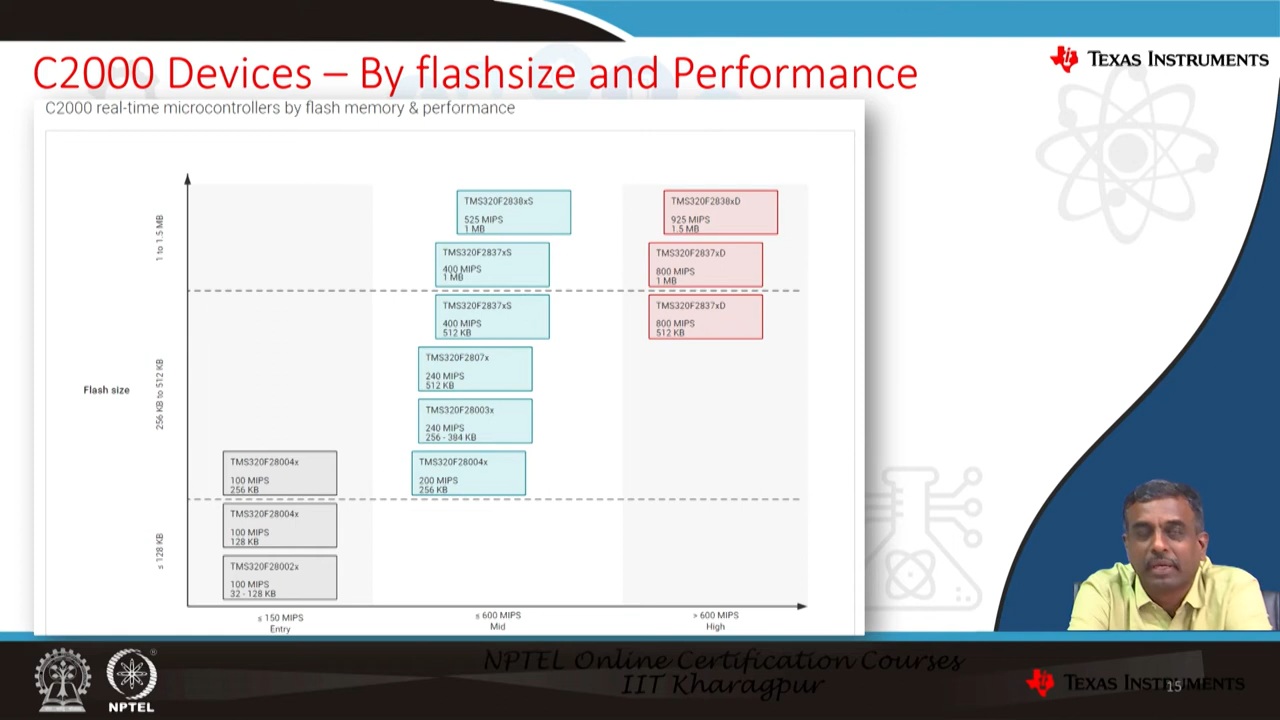 C2000 Devices – By flashsize and Performance
TEXAS INSTRUMENTS
C2000 real-time microcontrollers by flash memory & performance
1 to 1.5 MB
TMS320F2838xS
525 MIPS
1 MB
TMS320F2838xD
925 MIPS
1.5 MB
TMS320F2837xS
400 MIPS
1 MB
TMS320F2837xD
800 MIPS
1 MB
Flash size
256 KB to 512 KB
TMS320F2837xS
400 MIPS
512 KB
TMS320F2837xD
800 MIPS
512 KB
TMS320F2807x
240 MIPS
512 KB
TMS320F28003x
240 MIPS
256 - 384 KB
TMS320F28004x
100 MIPS
256 KB
TMS320F28004x
200 MIPS
256 KB
≤ 128 KB
TMS320F28004x
100 MIPS
128 KB
TMS320F28002x
100 MIPS
32 - 128 KB
≤ 150 MIPS
Entry
≤ 600 MIPS
Mid
> 600 MIPS
High
NPTEL
NPTEL Online Certification Courses
IIT Kharagpur
TEXAS INSTRUMENTS
15